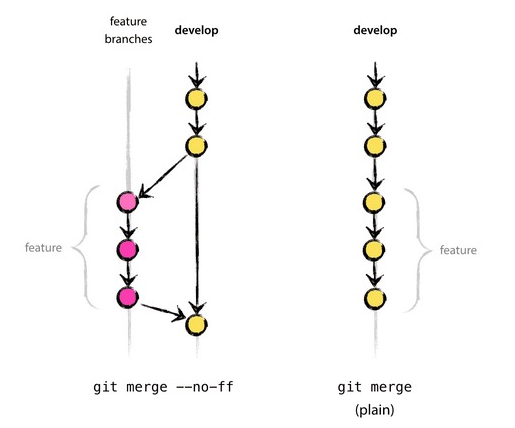 feature
branches
develop
develop
feature
feature
git merge --no-ff
git merge
(plain)